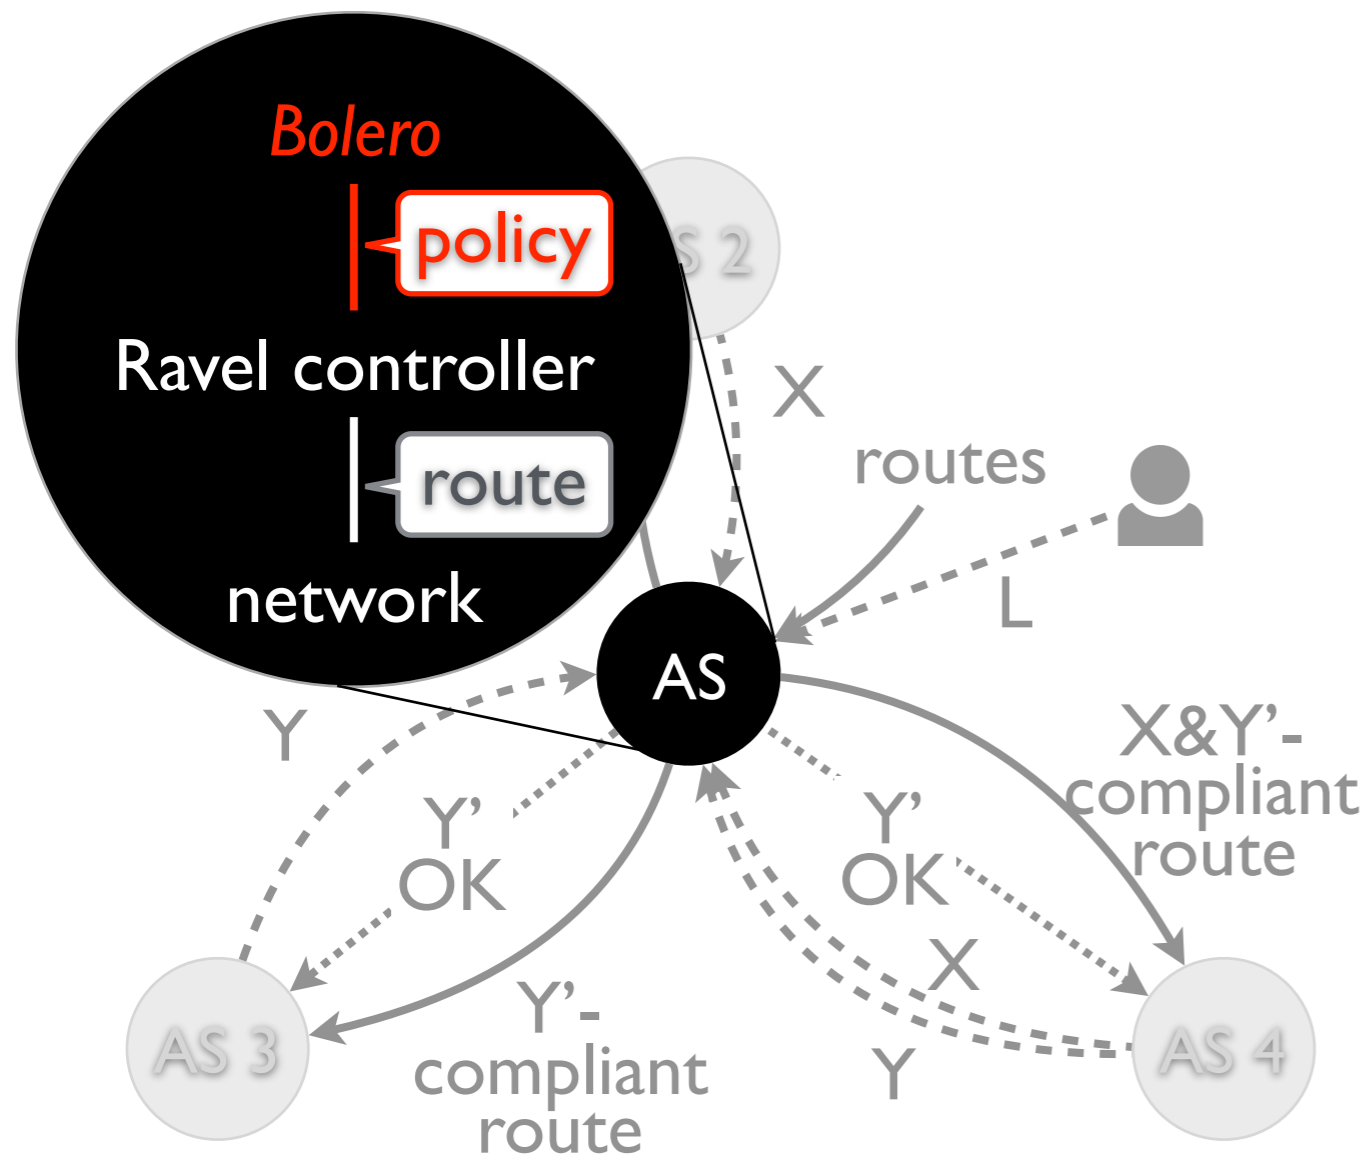 Bolero
policy
S 2
Ravel controller
X
routes
route
network
L
AS
Y
X&Y’-
compliant
route
Y’
OK
Y’
OK
X
Y’-
compliant
route
Y
AS 3
AS 4